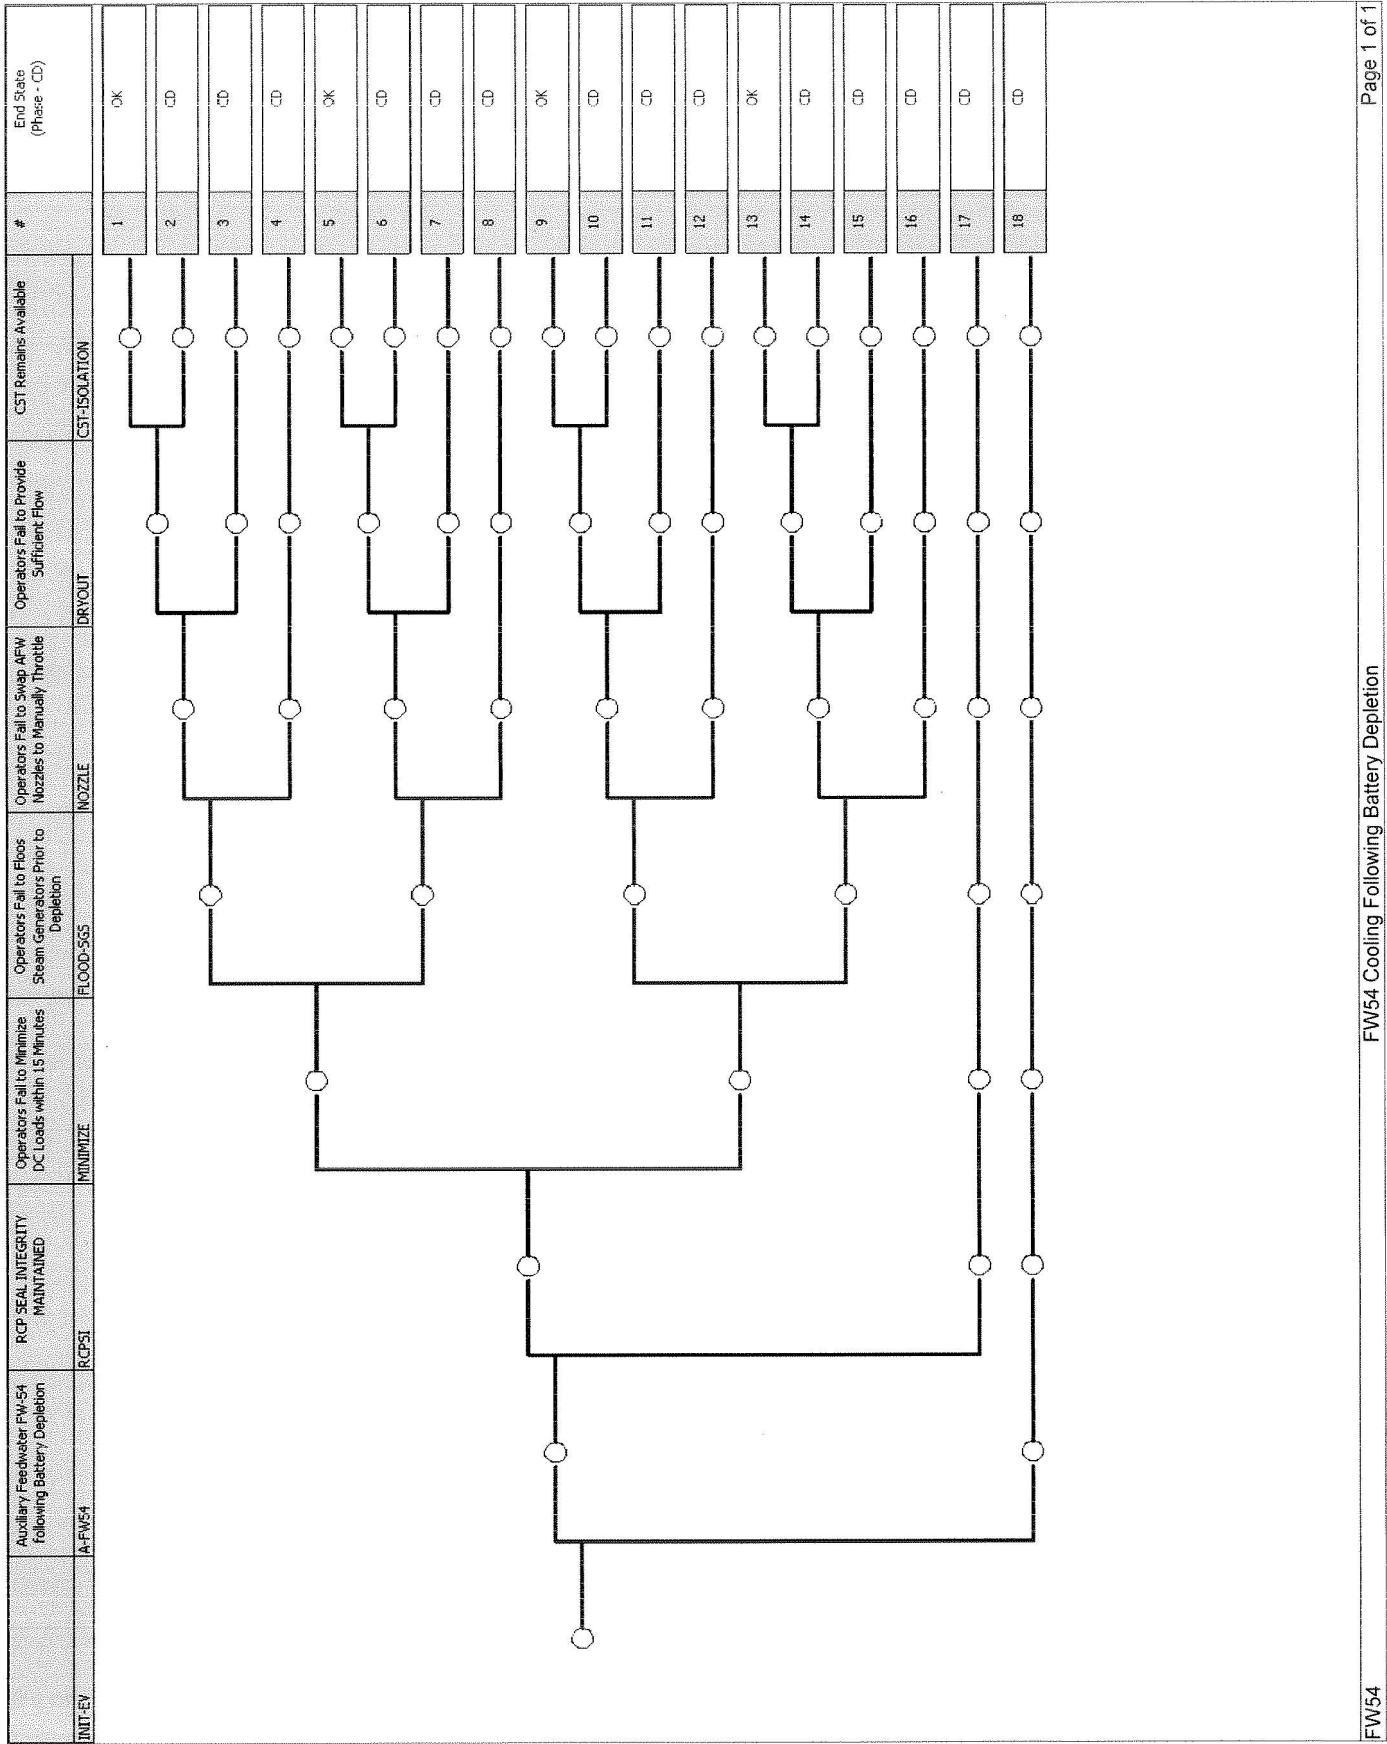 Auxiliary Feedwater FW-54
following Battery Depletion
RCP SEAL INTEGRITY
MAINTAINED
Operators Fail to Minimize
DC Loads within 15 Minutes
Operators Fail to Floos
Steam Generators Prior to
Depletion
Operators Fail to Swap AFW
Nozzles to Manually Throttle
Operators Fail to Provide
Sufficient Flow
CST Remains Available
#
End State
(Phase - CD)
INIT-EV
A-FW54
RCPSI
MINIMIZE
FLOOD-SGS
NOZZLE
DRYOUT
CST-ISOLATION
1 OK
2 CD
3 CD
4 CD
5 OK
6 CD
7 CD
8 CD
9 OK
10 CD
11 CD
12 CD
13 OK
14 CD
15 CD
16 CD
17 CD
18 CD
FW54
FW54 Cooling Following Battery Depletion
Page 1 of 1